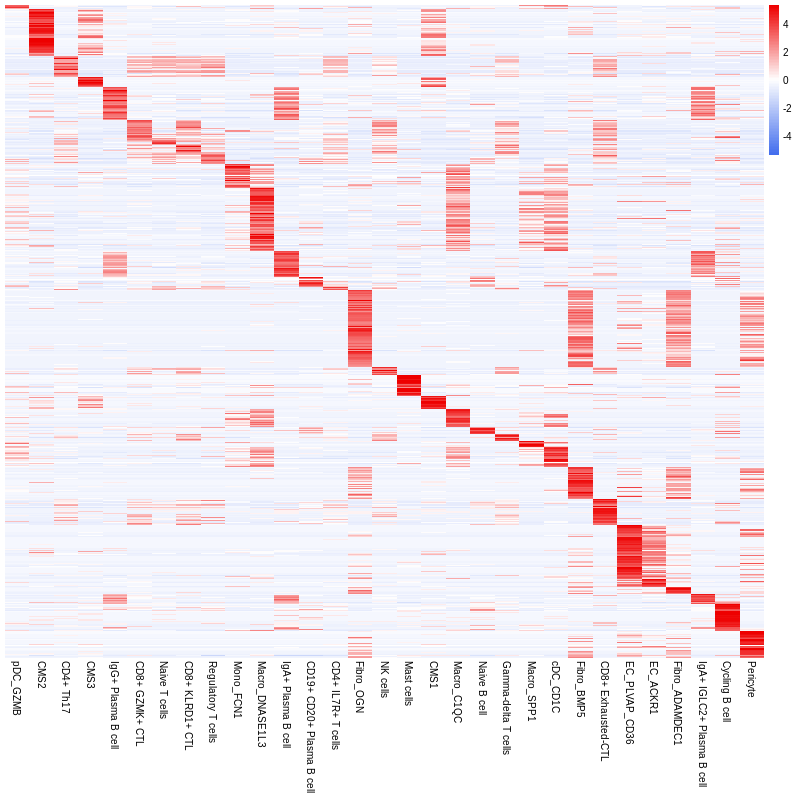 4
2
0
-2
-4
pDC_GZMB
CMS2
CD4+ Th17
CMS3
IgG+ Plasma B cell
CD8+ GZMK+ CTL
Naive T cells
CD8+ KLRD1+ CTL
Regulatory T cells
Mono_FCN1
Macro_DNASE1L3
IgA+ Plasma B cell
CD19+ CD20+ Plasma B cell
CD4+ IL7R+ T cells
Fibro_OGN
NK cells
Mast cells
CMS1
Macro_C1QC
Naive B cell
Gamma-delta T cells
Macro_SPP1
cDC_CD1C
Fibro_BMP5
CD8+ Exhausted-CTL
EC_PLVAP_CD36
EC_ACKR1
Fibro_ADAMDEC1
IgA+ IGLC2+ Plasma B cell
Cycling B cell
Pericyte